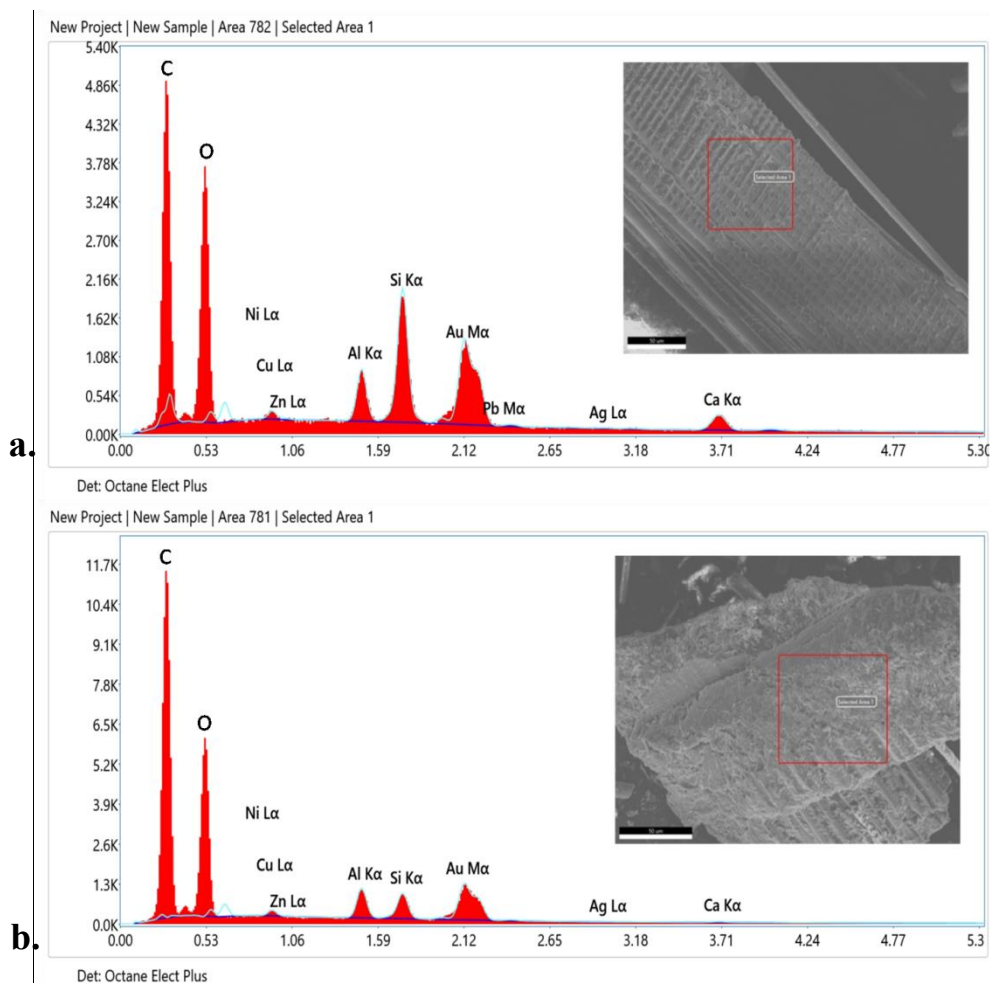 New Project | New Sample | Area 782 | Selected Area 1
5.40K
4.86K
4.32K
3.78K
3.24K
2.70K
2.16K
1.62K
1.08K
0.54K
0.00K
C
O
Ni Lα
Cu Lα
Zn Lα
Al Kα
Si Kα
Au Mα
Pb Mα
Ag Lα
Ca Kα
Selected Area 1
50 um
a.
0.00 0.53 1.06 1.59 2.12 2.65 3.18 3.71 4.24 4.77 5.30
Det: Octane Elect Plus
New Project | New Sample | Area 781 | Selected Area 1
11.7K
10.4K
9.1K
7.8K
6.5K
5.2K
3.9K
2.6K
1.3K
0.0K
C
O
Ni Lα
Cu Lα
Zn Lα
Al Kα
Si Kα
Au Mα
Ag Lα
Ca Kα
Selected Area 1
50 um
b.
0.00 0.53 1.06 1.59 2.12 2.65 3.18 3.71 4.24 4.77 5.3
Det: Octane Elect Plus